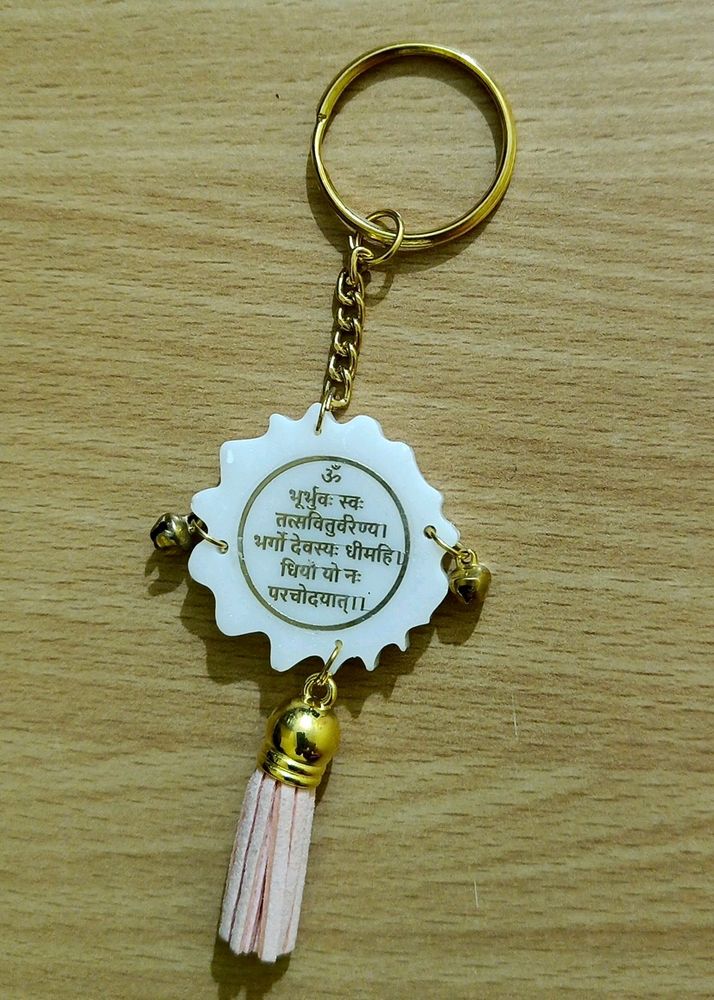 ॐ
भूर्भुवः स्वः
तत्सवितुर्वरेण्य।
भर्गो देवस्यः धीमहि।
धियो यो नः
परचोदयात्।।